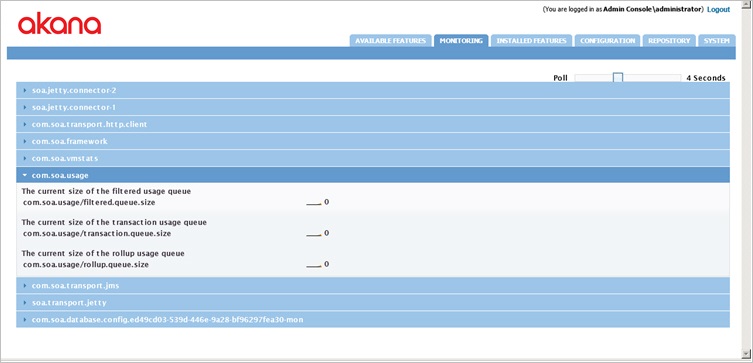 (You are logged in as Admin Console\administrator) Logout
akana
AVAILABLE FEATURES MONITORING INSTALLED FEATURES CONFIGURATION REPOSITORY SYSTEM
Poll 4 Seconds
soa.jetty.connector-2
soa.jetty.connector-1
com.soa.transport.http.client
com.soa.framework
com.soa.vmstats
com.soa.usage
The current size of the filtered usage queue
com.soa.usage/filtered.queue.size 0
The current size of the transaction usage queue
com.soa.usage/transaction.queue.size 0
The current size of the rollup usage queue
com.soa.usage/rollup.queue.size 0
com.soa.transport.jms
soa.transport.jetty
com.soa.database.config.ed49cd03-539d-446e-9a28-bf96297fea30-mon